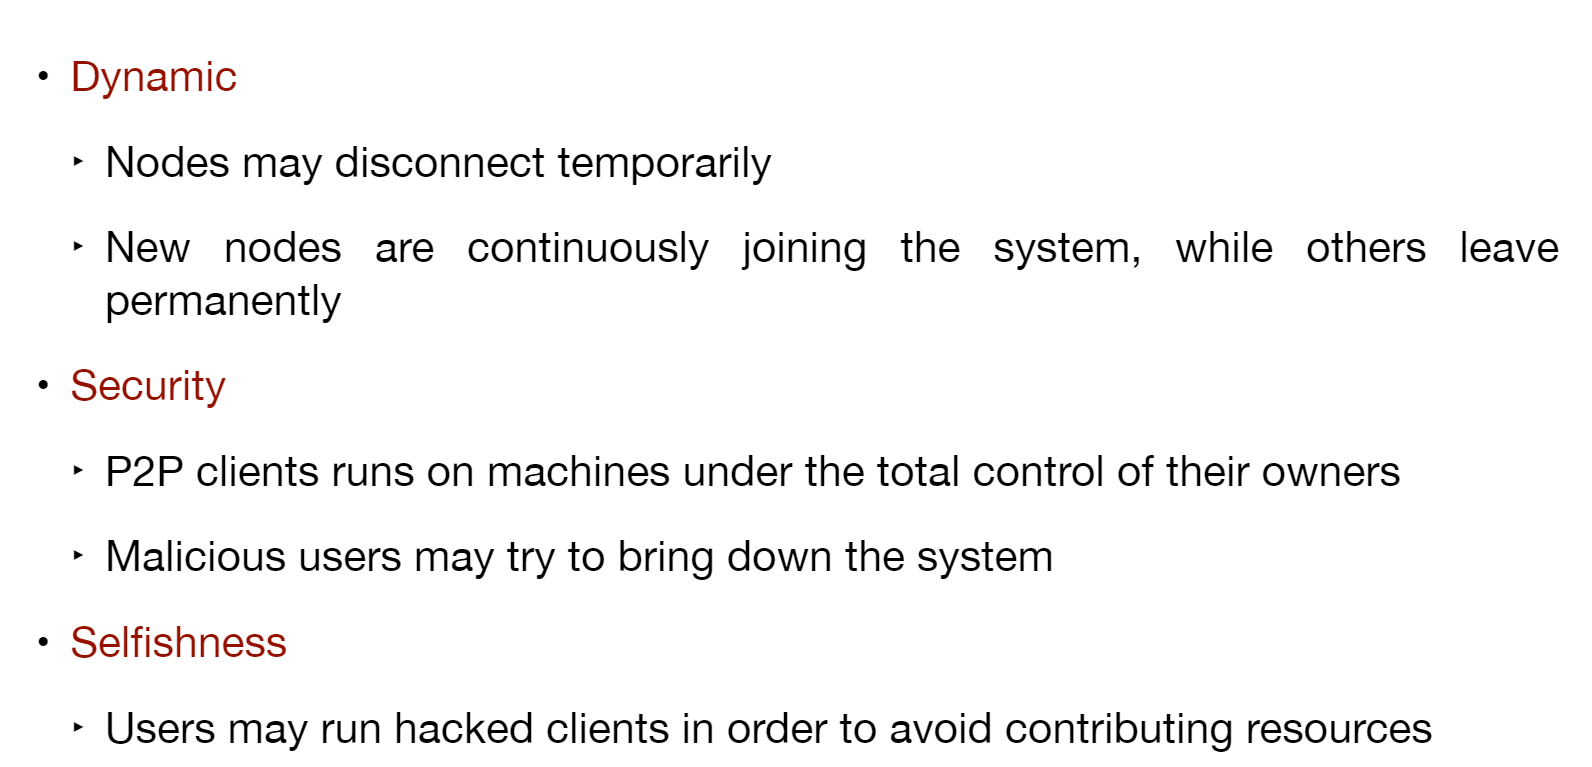 • Dynamic
‣ Nodes may disconnect temporarily
‣ New nodes are continuously joining the system, while others leave
permanently
• Security
‣ P2P clients runs on machines under the total control of their owners
‣ Malicious users may try to bring down the system
• Selfishness
‣ Users may run hacked clients in order to avoid contributing resources